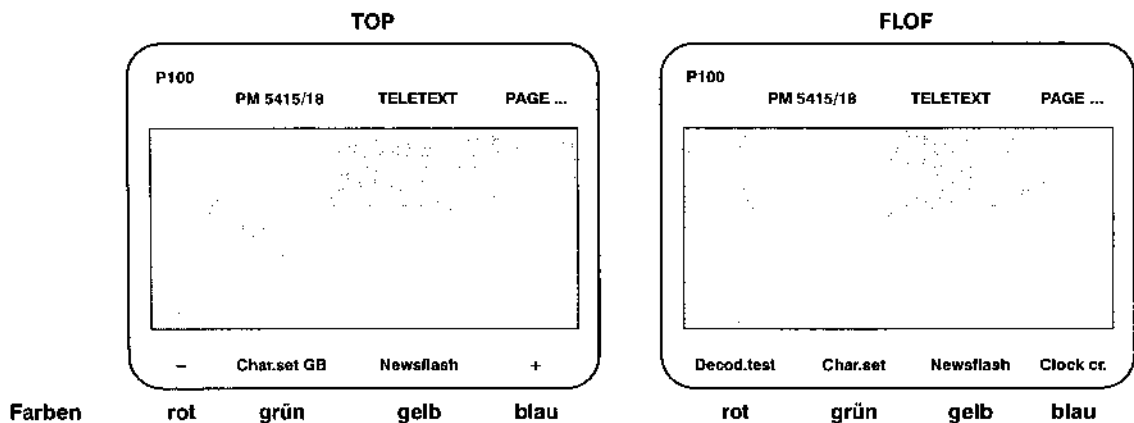 TOP FLOF
P100 P100
PM 5415/18 TELETEXT PAGE ... PM 5415/18 TELETEXT PAGE ...
– Char.set GB Newsflash + Decod.test Char.set Newsflash Clock cr.
Farben rot grün gelb blau rot grün gelb blau